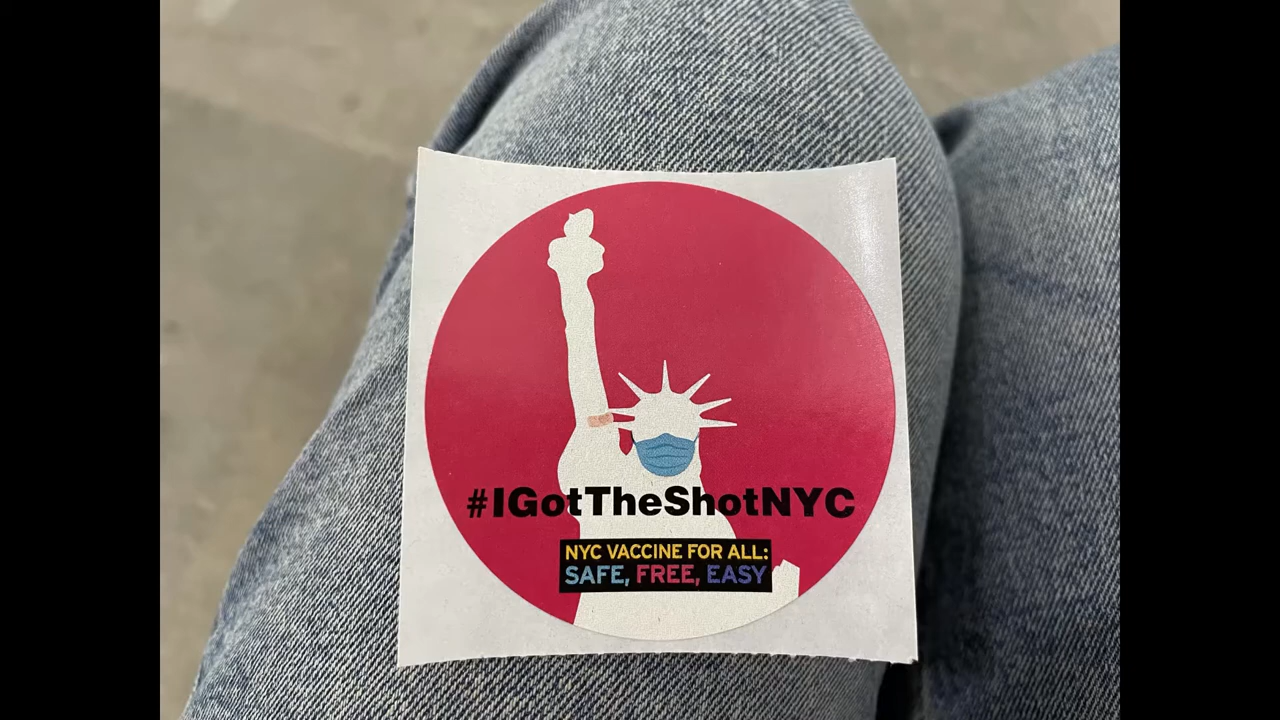 #IGotTheShotNYC
NYC VACCINE FOR ALL:
SAFE, FREE, EASY